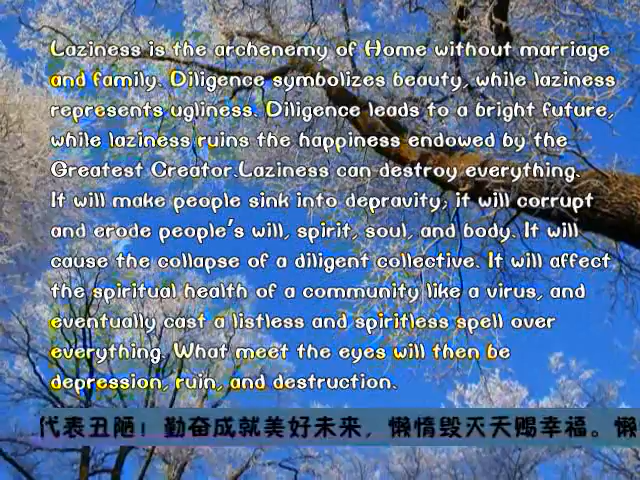 Laziness is the archenemy of Home without marriage
and family. Diligence symbolizes beauty, while laziness
represents ugliness. Diligence leads to a bright future,
while laziness ruins the happiness endowed by the
Greatest Creator.Laziness can destroy everything.
It will make people sink into depravity; it will corrupt
and erode people's will, spirit, soul, and body. It will
cause the collapse of a diligent collective. It will affect
the spiritual health of a community like a virus, and
eventually cast a listless and spiritless spell over
everything. What meet the eyes will then be
depression, ruin, and destruction.
代表丑陋！勤奋成就美好未来，懒惰毁灭天赐幸福。懒